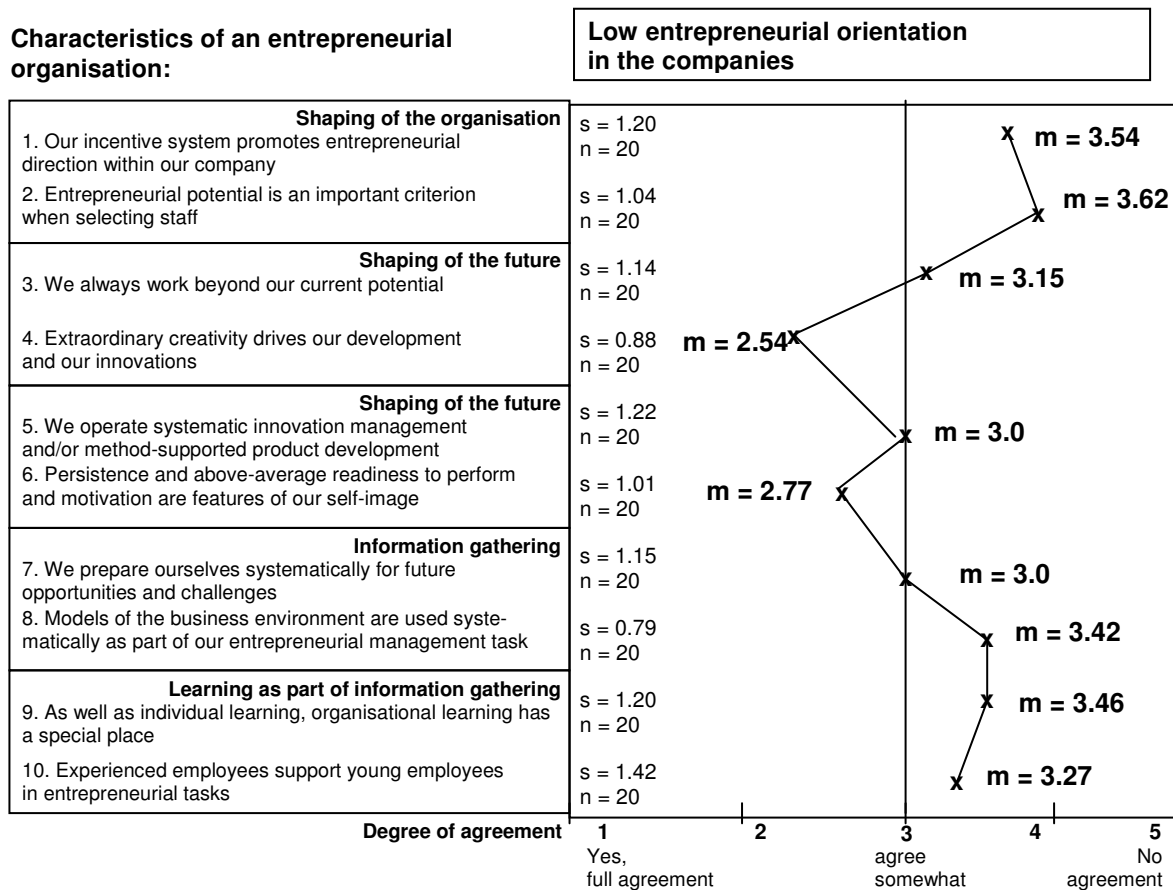 Characteristics of an entrepreneurial
organisation:
Low entrepreneurial orientation
in the companies
Shaping of the organisation
1. Our incentive system promotes entrepreneurial
direction within our company
s = 1.20
n = 20
x m = 3.54
2. Entrepreneurial potential is an important criterion
when selecting staff
s = 1.04
n = 20
x m = 3.62
Shaping of the future
3. We always work beyond our current potential
s = 1.14
n = 20
x m = 3.15
4. Extraordinary creativity drives our development
and our innovations
s = 0.88
n = 20
m = 2.54 x
Shaping of the future
5. We operate systematic innovation management
and/or method-supported product development
s = 1.22
n = 20
x m = 3.0
6. Persistence and above-average readiness to perform
and motivation are features of our self-image
s = 1.01
n = 20
m = 2.77 x
Information gathering
7. We prepare ourselves systematically for future
opportunities and challenges
s = 1.15
n = 20
x m = 3.0
8. Models of the business environment are used syste-
matically as part of our entrepreneurial management task
s = 0.79
n = 20
x m = 3.42
Learning as part of information gathering
9. As well as individual learning, organisational learning has
a special place
s = 1.20
n = 20
x m = 3.46
10. Experienced employees support young employees
in entrepreneurial tasks
s = 1.42
n = 20
x m = 3.27
Degree of agreement 1 2 3 4 5
Yes, agree No
full agreement somewhat agreement